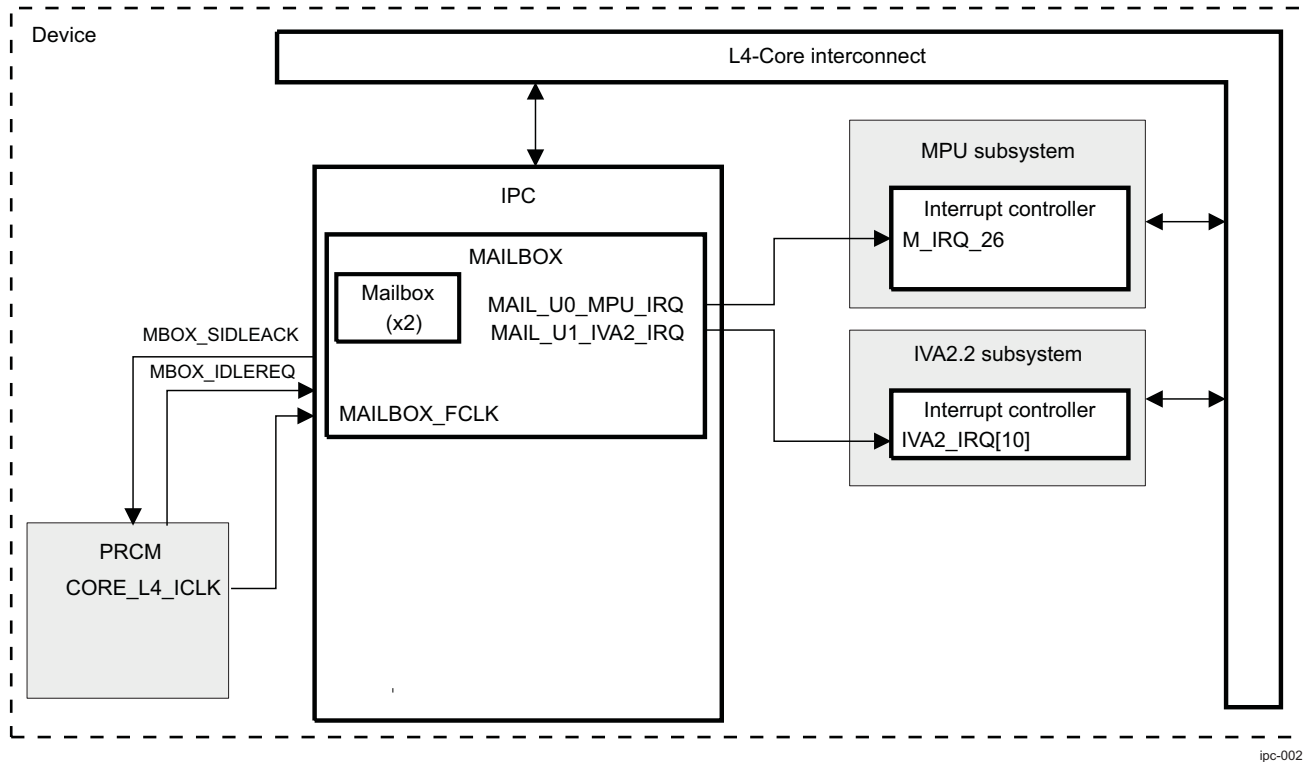 Device
L4-Core interconnect
MPU subsystem
IPC
Interrupt controller
M_IRQ_26
MAILBOX
Mailbox
(x2)
MAIL_U0_MPU_IRQ
MAIL_U1_IVA2_IRQ
MBOX_SIDLEACK
IVA2.2 subsystem
MBOX_IDLEREQ
MAILBOX_FCLK
Interrupt controller
IVA2_IRQ[10]
PRCM
CORE_L4_ICLK
ipc-002